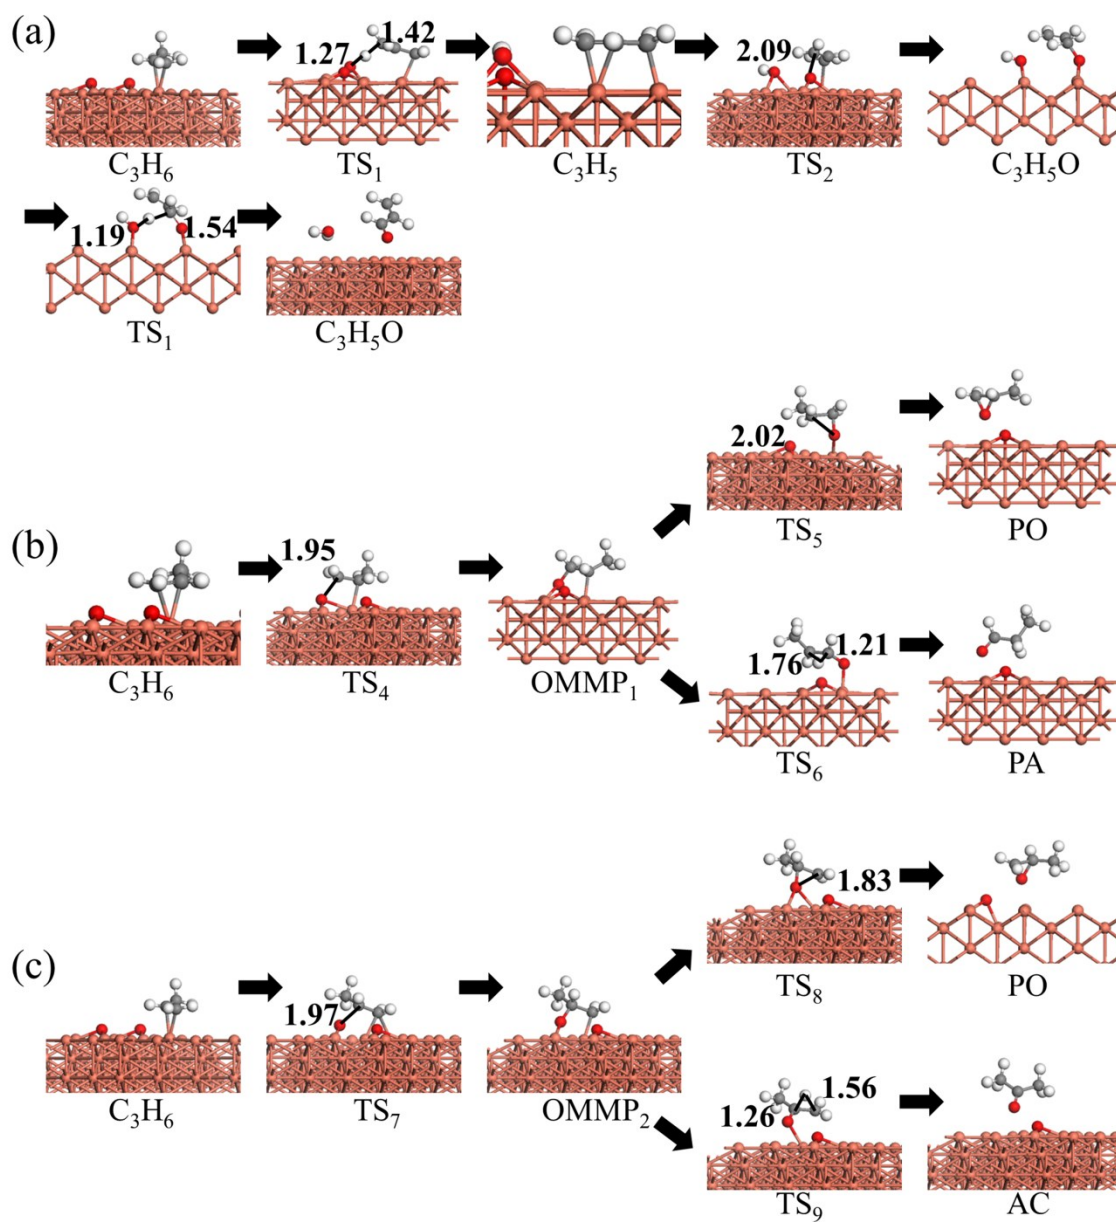 (a)
1.27 1.42 2.09
C₃H₆ TS₁ C₃H₅ TS₂ C₃H₅O
1.19 1.54
TS₁ C₃H₅O
2.02
TS₅ PO
(b)
1.95
C₃H₆ TS₄ OMMP₁
1.76 1.21
TS₆ PA
1.83
TS₈ PO
(c)
1.97
C₃H₆ TS₇ OMMP₂
1.26 1.56
TS₉ AC